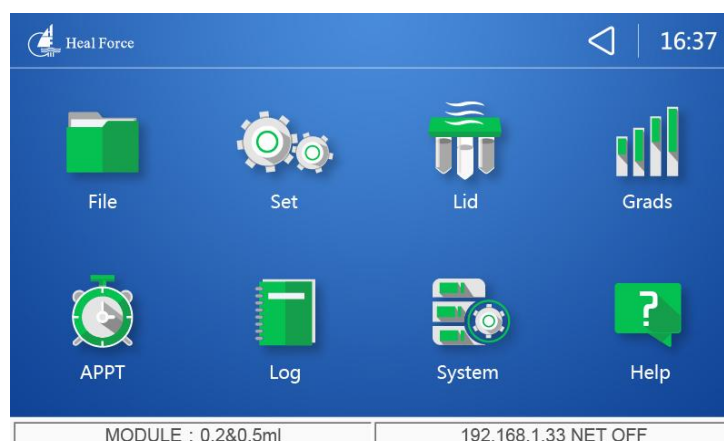 Heal Force
16:37
File
Set
Lid
Grads
?
APPT
Log
System
Help
MODULE : 0.2&0.5ml
192.168.1.33 NET OFF